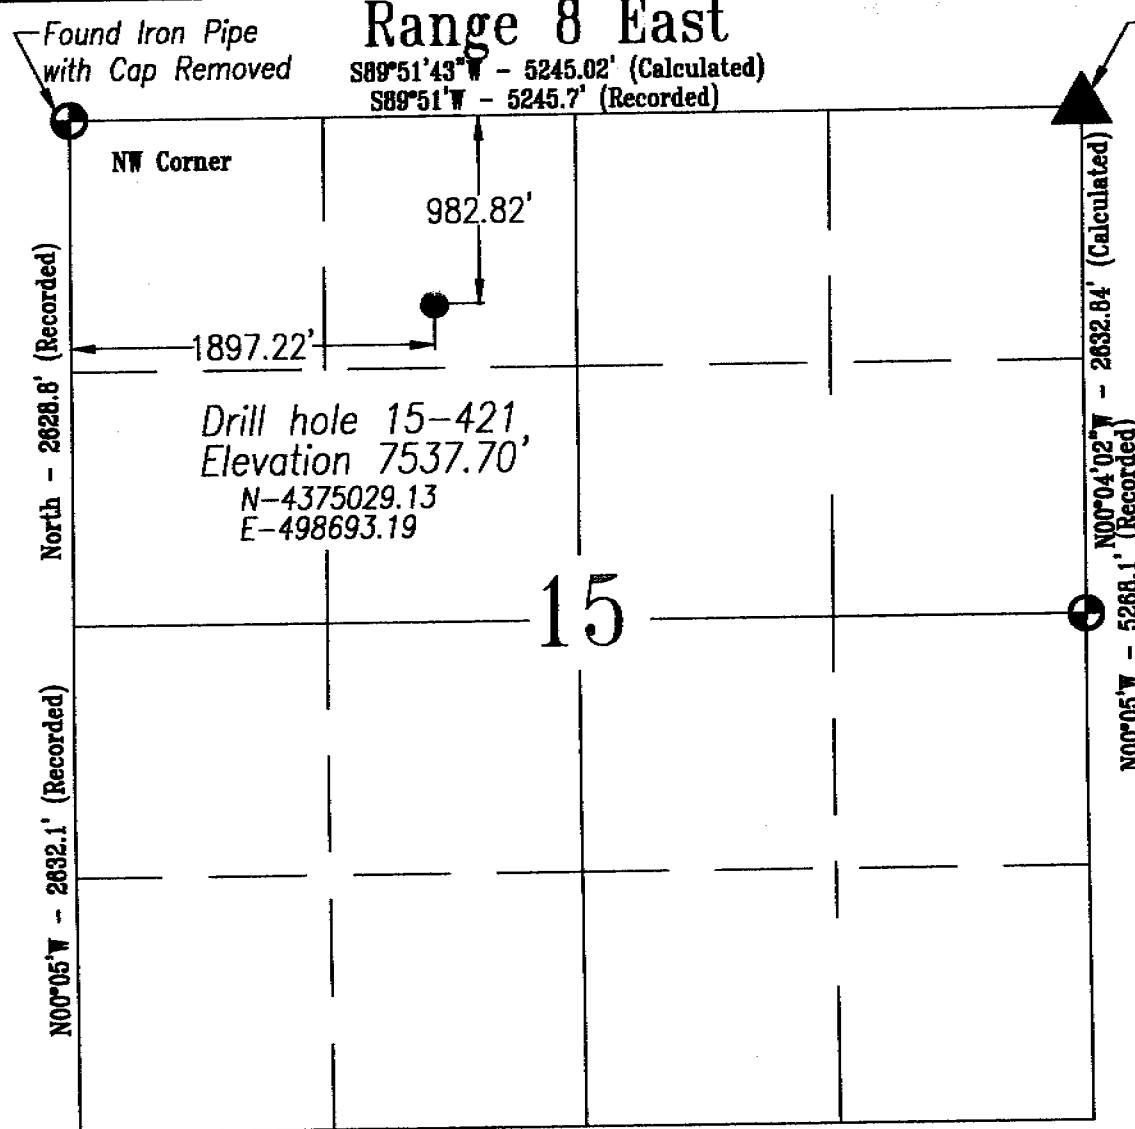 Range 8 East
Found Iron Pipe
with Cap Removed
S89°51'43"W - 5245.02' (Calculated)
S89°51'W - 5245.7' (Recorded)
NW Corner
982.82'
1897.22'
North - 2628.8' (Recorded)
N00°04'02"W - 2632.84' (Calculated)
N00°05'W - 5268.1' (Recorded)
Drill hole 15-421
Elevation 7537.70'
N-4375029.13
E-498693.19
15
N00°05'W - 2632.1' (Recorded)